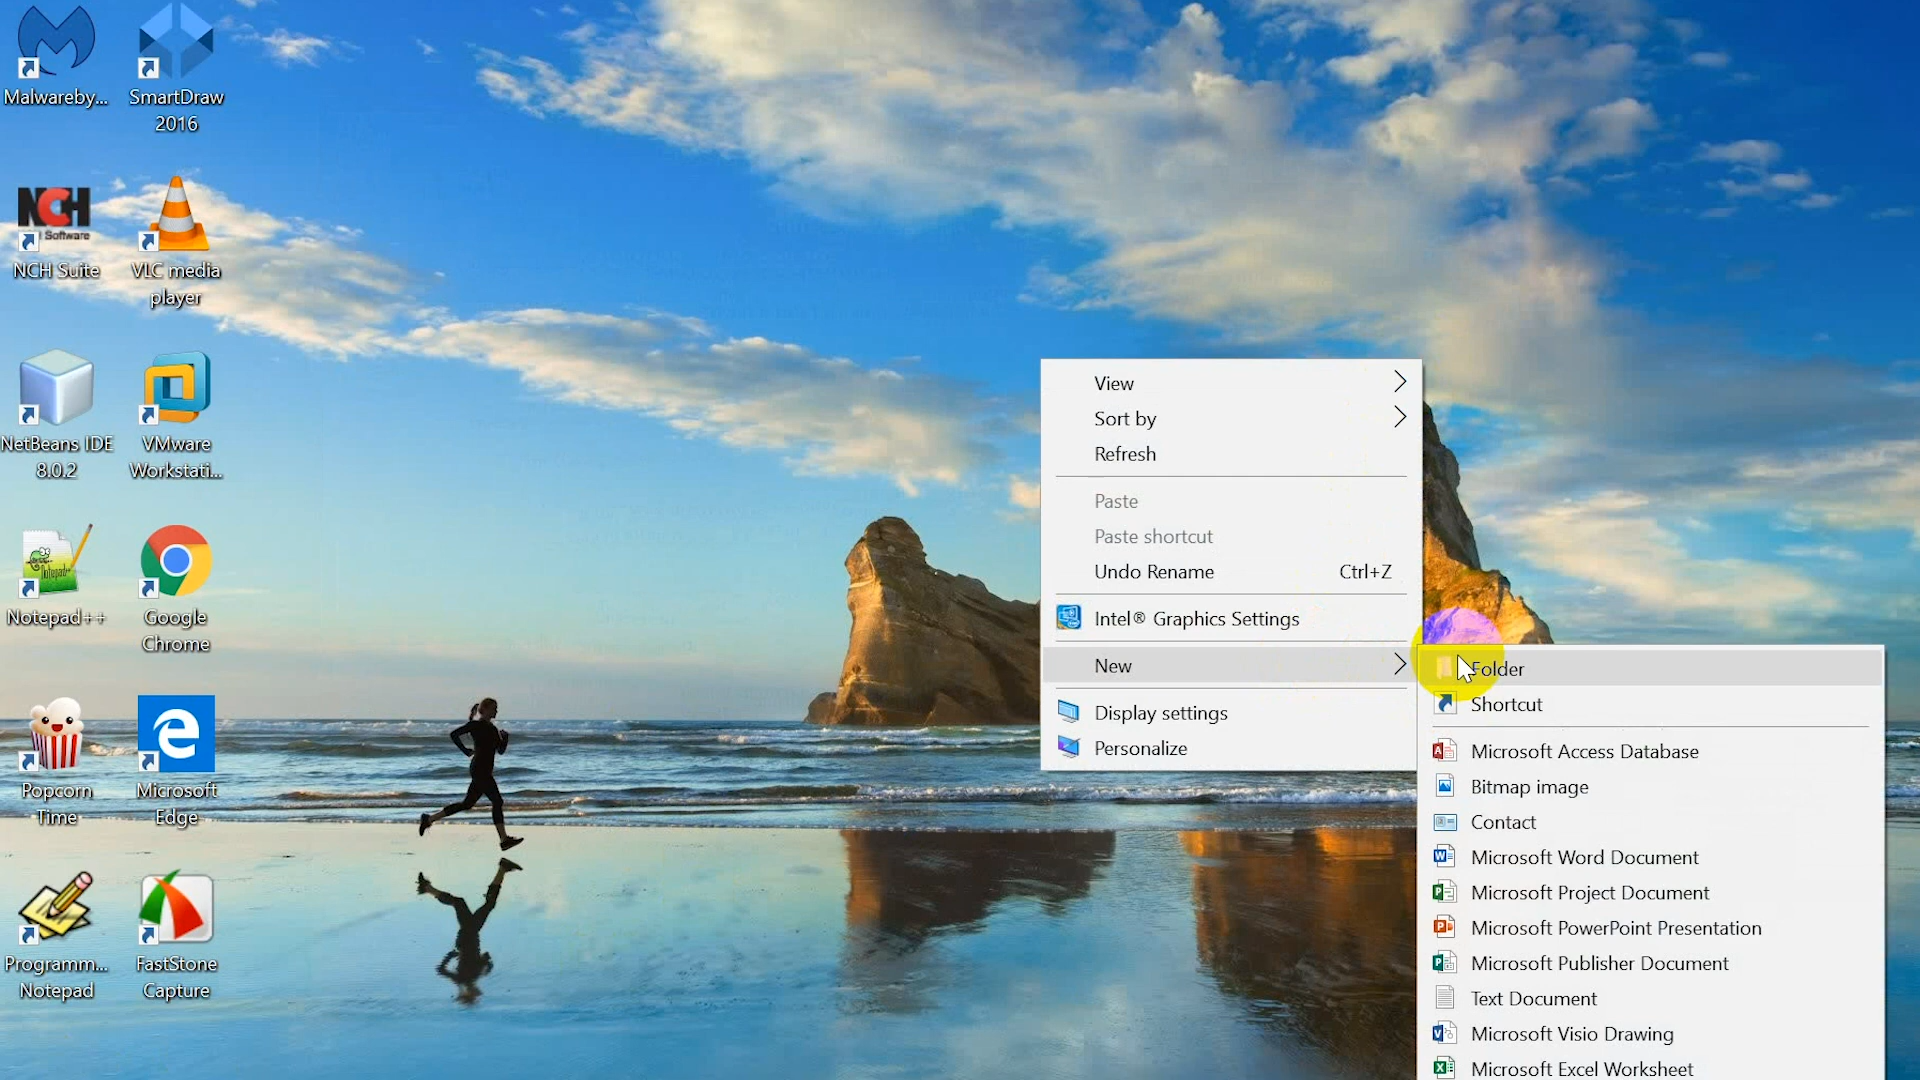 Malwareby...
SmartDraw
2016
NCH
Software
NCH Suite
VLC media
player
NetBeans IDE
8.0.2
VMware
Workstati...
Notepad++
Notepad++
Google
Chrome
Popcorn
Time
Microsoft
Edge
Programm...
Notepad
FastStone
Capture
View
Sort by
Refresh
Paste
Paste shortcut
Undo Rename Ctrl+Z
Intel® Graphics Settings
New
Display settings
Personalize
Folder
Shortcut
Microsoft Access Database
Bitmap image
Contact
Microsoft Word Document
Microsoft Project Document
Microsoft PowerPoint Presentation
Microsoft Publisher Document
Text Document
Microsoft Visio Drawing
Microsoft Excel Worksheet